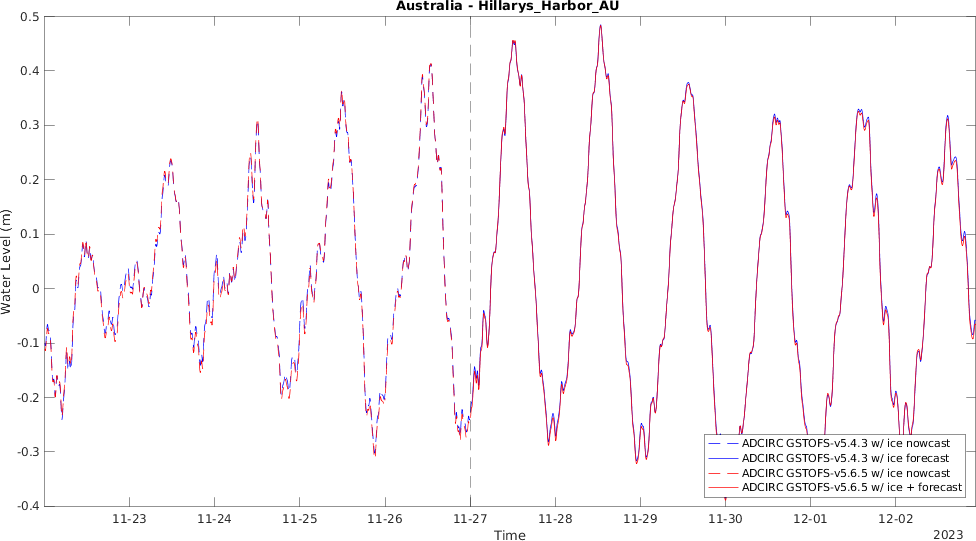 Australia - Hillarys_Harbor_AU
0.5
0.4
0.3
0.2
0.1
0
-0.1
-0.2
-0.3
-0.4
Water Level (m)
ADCIRC GSTOFS-v5.4.3 w/ ice nowcast
ADCIRC GSTOFS-v5.4.3 w/ ice forecast
ADCIRC GSTOFS-v5.6.5 w/ ice nowcast
ADCIRC GSTOFS-v5.6.5 w/ ice + forecast
11-23 11-24 11-25 11-26 11-27 11-28 11-29 11-30 12-01 12-02
Time
2023